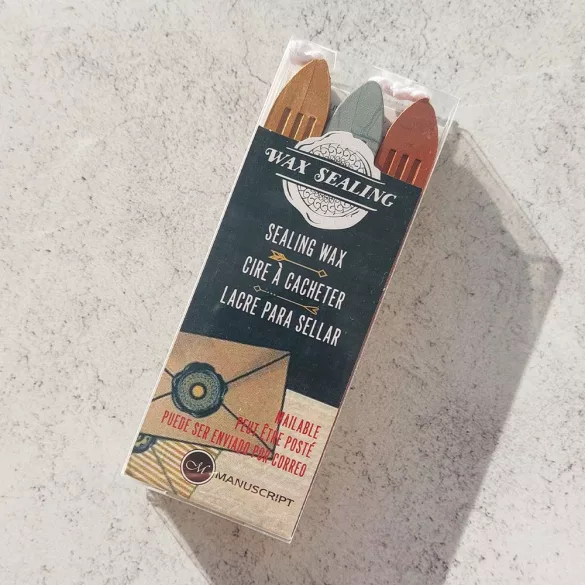 WAX SEALING
SEALING WAX
CIRE À CACHETER
LACRE PARA SELLAR
MAILABLE
PEUT ÊTRE POSTÉ
PUEDE SER ENVIADO POR CORREO
M MANUSCRIPT